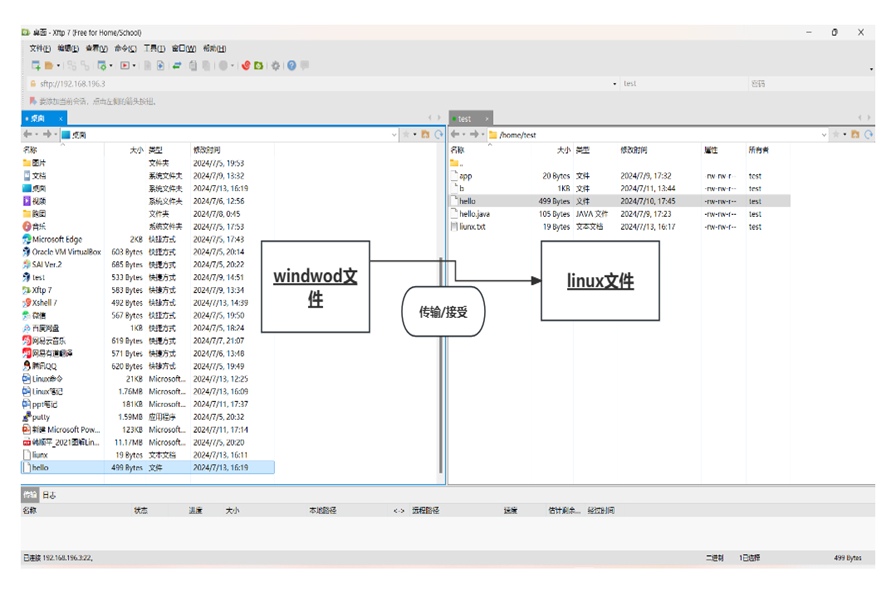 桌面 - Xftp 7 (Free for Home/School)
文件(F) 编辑(E) 查看(V) 命令(C) 工具(T) 窗口(W) 帮助(H)
sftp://192.168.196.3 test 密码
要添加当前会话，点击左侧的箭头按钮。
桌面 test
桌面 /home/test
名称 大小 类型 修改时间
图片 文件夹 2024/7/5, 19:53
文档 系统文件夹 2024/7/9, 13:32
桌面 系统文件夹 2024/7/13, 16:19
视频 系统文件夹 2024/7/6, 12:56
文件夹 2024/7/8, 0:45
音乐 系统文件夹 2024/7/5, 17:53
Microsoft Edge 2KB 快捷方式 2024/7/5, 17:43
Oracle VM VirtualBox 603 Bytes 快捷方式 2024/7/5, 20:14
SAI Ver.2 685 Bytes 快捷方式 2024/7/5, 20:22
test 533 Bytes 快捷方式 2024/7/9, 14:51
Xftp 7 583 Bytes 快捷方式 2024/7/9, 13:34
Xshell 7 492 Bytes 快捷方式 2024/7/13, 14:39
微信 567 Bytes 快捷方式 2024/7/5, 19:50
百度网盘 1KB 快捷方式 2024/7/5, 18:24
网易云音乐 619 Bytes 快捷方式 2024/7/7, 21:07
网易有道翻译 571 Bytes 快捷方式 2024/7/6, 13:48
腾讯QQ 620 Bytes 快捷方式 2024/7/5, 19:49
Linux命令 21KB Microsoft... 2024/7/13, 12:25
Linux笔记 1.76MB Microsoft... 2024/7/13, 16:09
ppt笔记 181KB Microsoft... 2024/7/11, 17:37
putty 1.59MB 应用程序 2024/7/5, 20:32
新建 Microsoft Pow... 123KB Microsoft... 2024/7/11, 17:14
韩顺平_2021图解Lin... 11.17MB Microsoft... 2024/7/5, 20:20
liunx 19 Bytes 文本文档 2024/7/13, 16:11
hello 499 Bytes 文件 2024/7/13, 16:19
名称 大小 类型 修改时间 属性 所有者
..
app 20 Bytes 文件 2024/7/9, 17:32 -rw-rw-r-- test
b 1KB 文件 2024/7/11, 13:44 -rw-rw-r-- test
hello 499 Bytes 文件 2024/7/10, 17:45 -rw-rw-r-- test
hello.java 105 Bytes JAVA 文件 2024/7/9, 17:23 -rw-rw-r-- test
liunx.txt 19 Bytes 文本文档 2024/7/13, 16:17 -rw-rw-r-- test
windwod文
件
传输/接受
linux文件
传输 日志
名称 状态 进度 大小 本地路径 <-> 远程路径 速度 估计剩余... 经过时间
已连接 192.168.196.3:22。 二进制 1已选择 499 Bytes